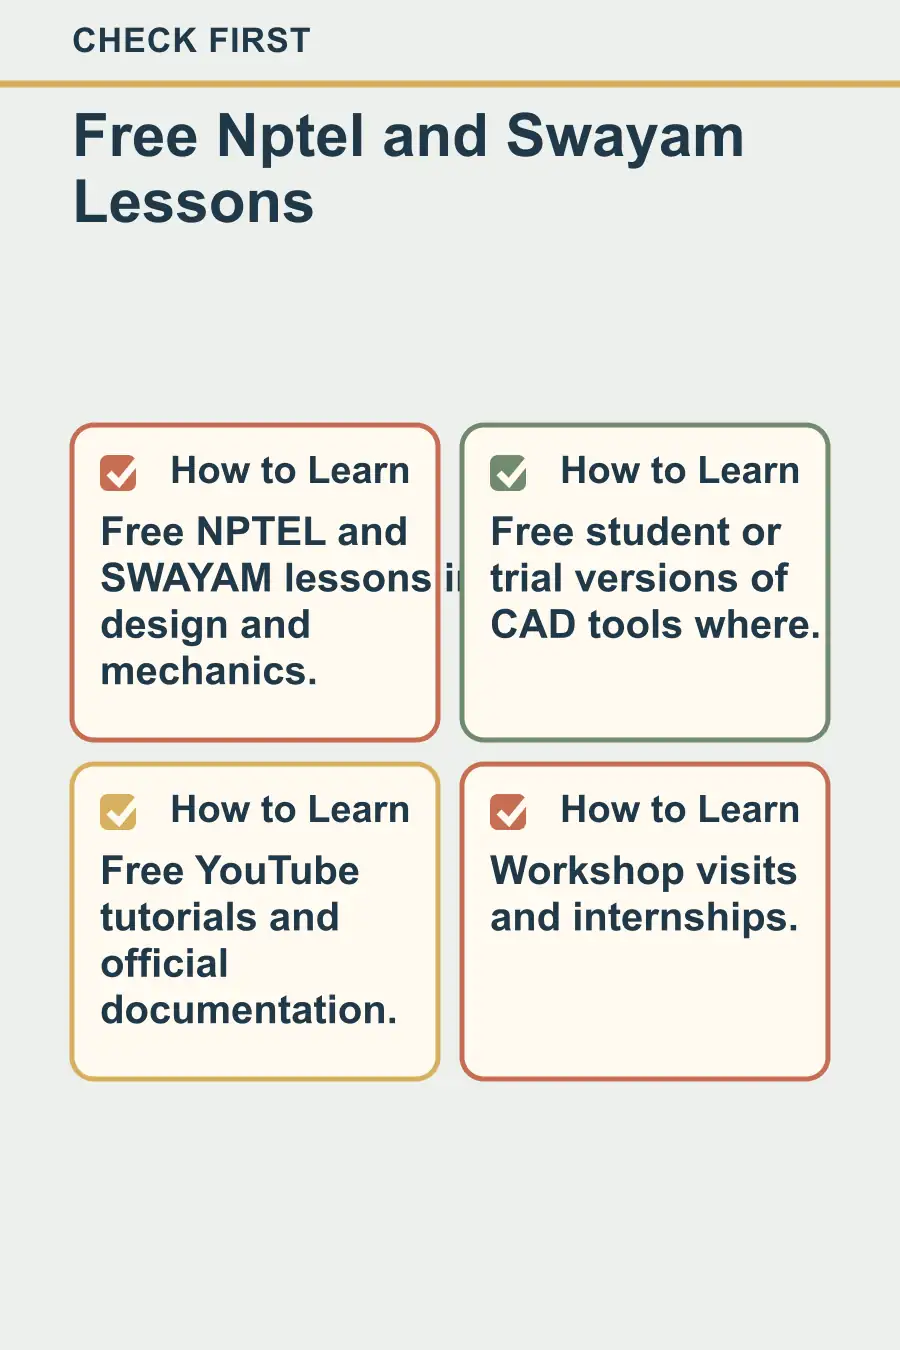 CHECK FIRST
Free Nptel and Swayam
Lessons
How to Learn
Free NPTEL and
SWAYAM lessons
design and
mechanics.
How to Learn
Free student or
trial versions of
CAD tools where.
How to Learn
Free YouTube
tutorials and
official
documentation.
How to Learn
Workshop visits
and internships.